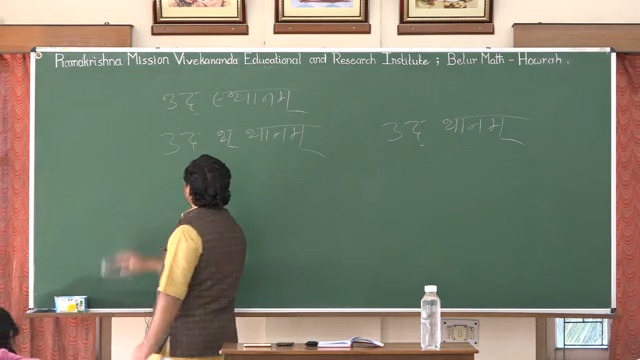 Ramakrishna Mission Vivekananda Educational and Research Institute ; Belur Math - Howrah .
उद् स्थानम्
उद् थ् थानम्
उद् थानम्